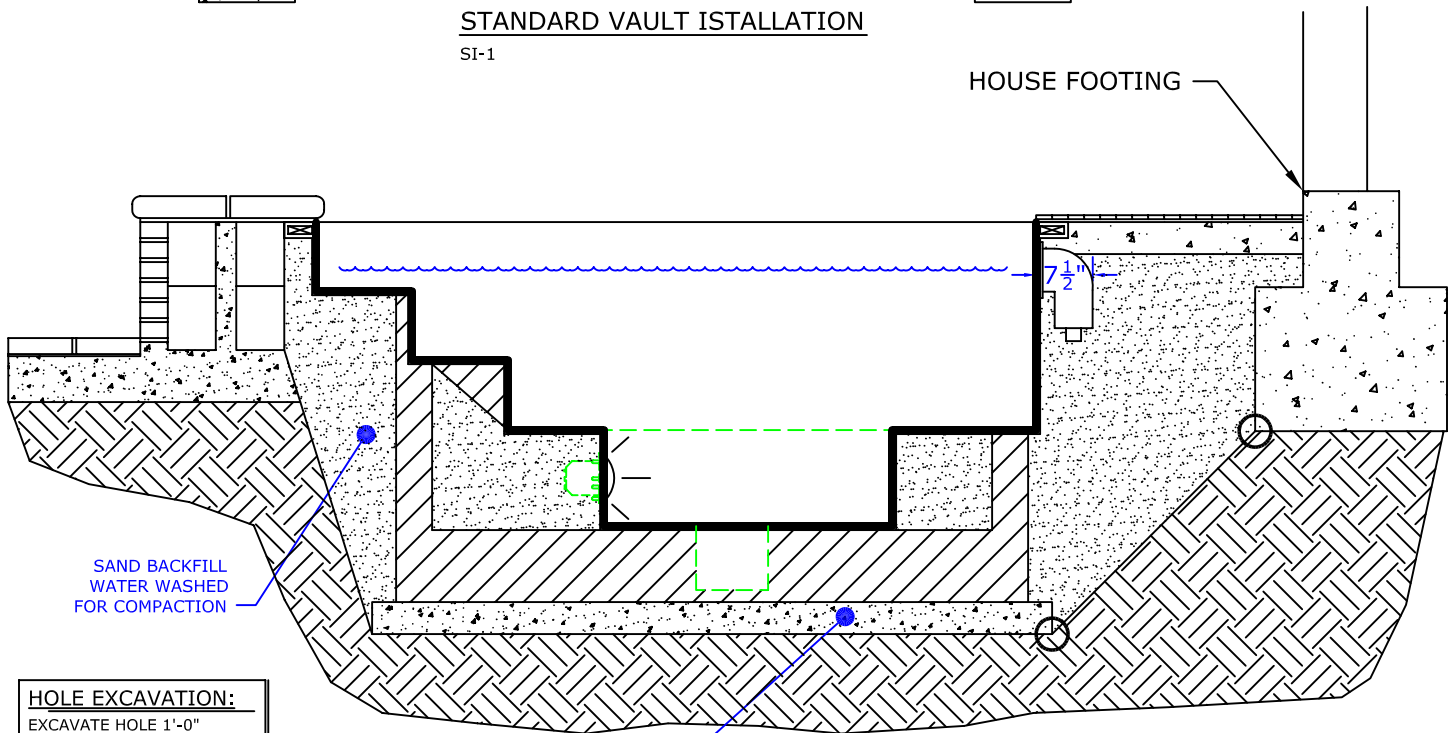 STANDARD VAULT ISTALLATION
SI-1
HOUSE FOOTING
7 1/2"
SAND BACKFILL
WATER WASHED
FOR COMPACTION
HOLE EXCAVATION:
EXCAVATE HOLE 1'-0"